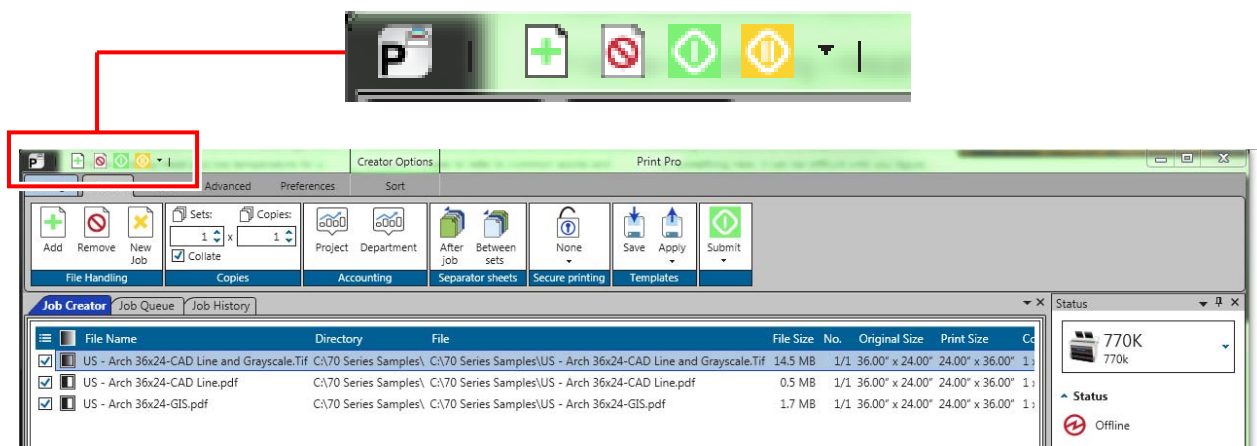 P
P
Creator Options
Print Pro
Advanced Preferences Sort
Sets: Copies:
1 x 1
Collate
Add Remove New Job
Project Department
After job Between sets
None
Save Apply
Submit
File Handling Copies Accounting Separator sheets Secure printing Templates
Job Creator Job Queue Job History
Status
File Name Directory File File Size No. Original Size Print Size
US - Arch 36x24-CAD Line and Grayscale.Tif C:\70 Series Samples\ C:\70 Series Samples\US - Arch 36x24-CAD Line and Grayscale.Tif 14.5 MB 1/1 36.00" x 24.00" 24.00" x 36.00" 1
US - Arch 36x24-CAD Line.pdf C:\70 Series Samples\ C:\70 Series Samples\US - Arch 36x24-CAD Line.pdf 0.5 MB 1/1 36.00" x 24.00" 24.00" x 36.00" 1
US - Arch 36x24-GIS.pdf C:\70 Series Samples\ C:\70 Series Samples\US - Arch 36x24-GIS.pdf 1.7 MB 1/1 36.00" x 24.00" 24.00" x 36.00" 1
770K
770k
Status
Offline